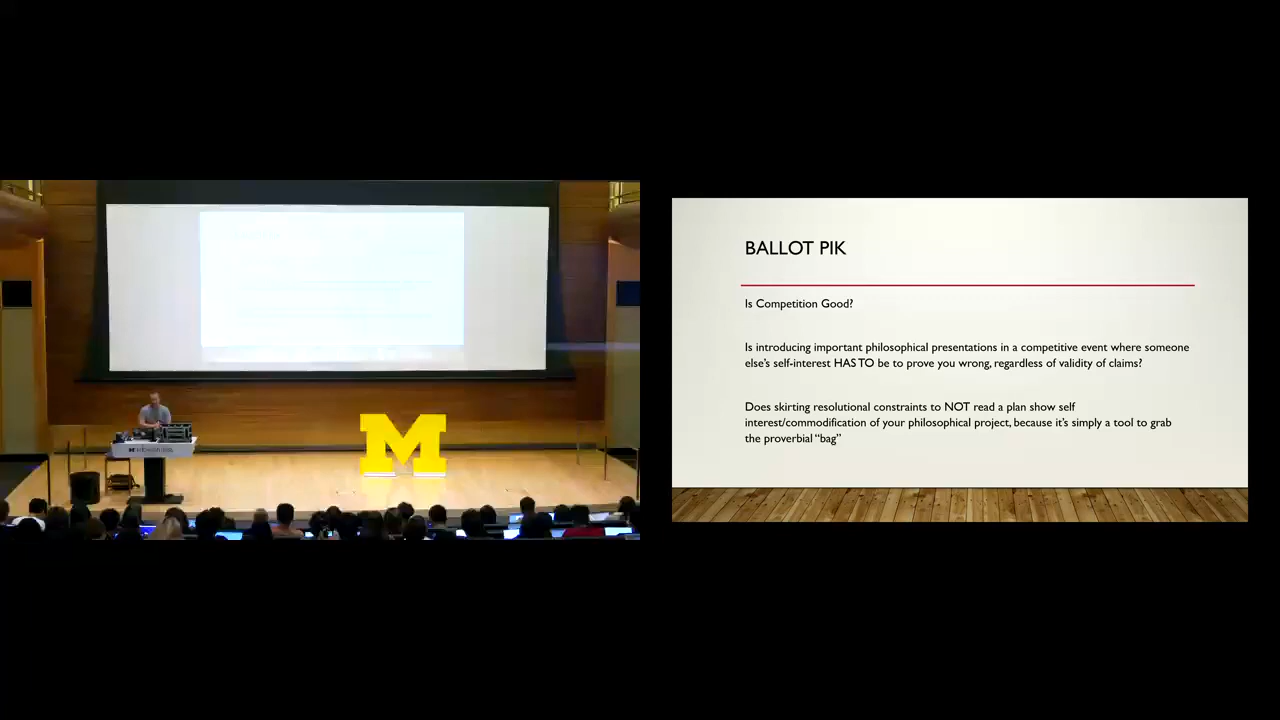 M
BALLOT PIK
Is Competition Good?
Is introducing important philosophical presentations in a competitive event where someone
else's self-interest HAS TO be to prove you wrong, regardless of validity of claims?
Does skirting resolutional constraints to NOT read a plan show self
interest/commodification of your philosophical project, because it's simply a tool to grab
the proverbial “bag”